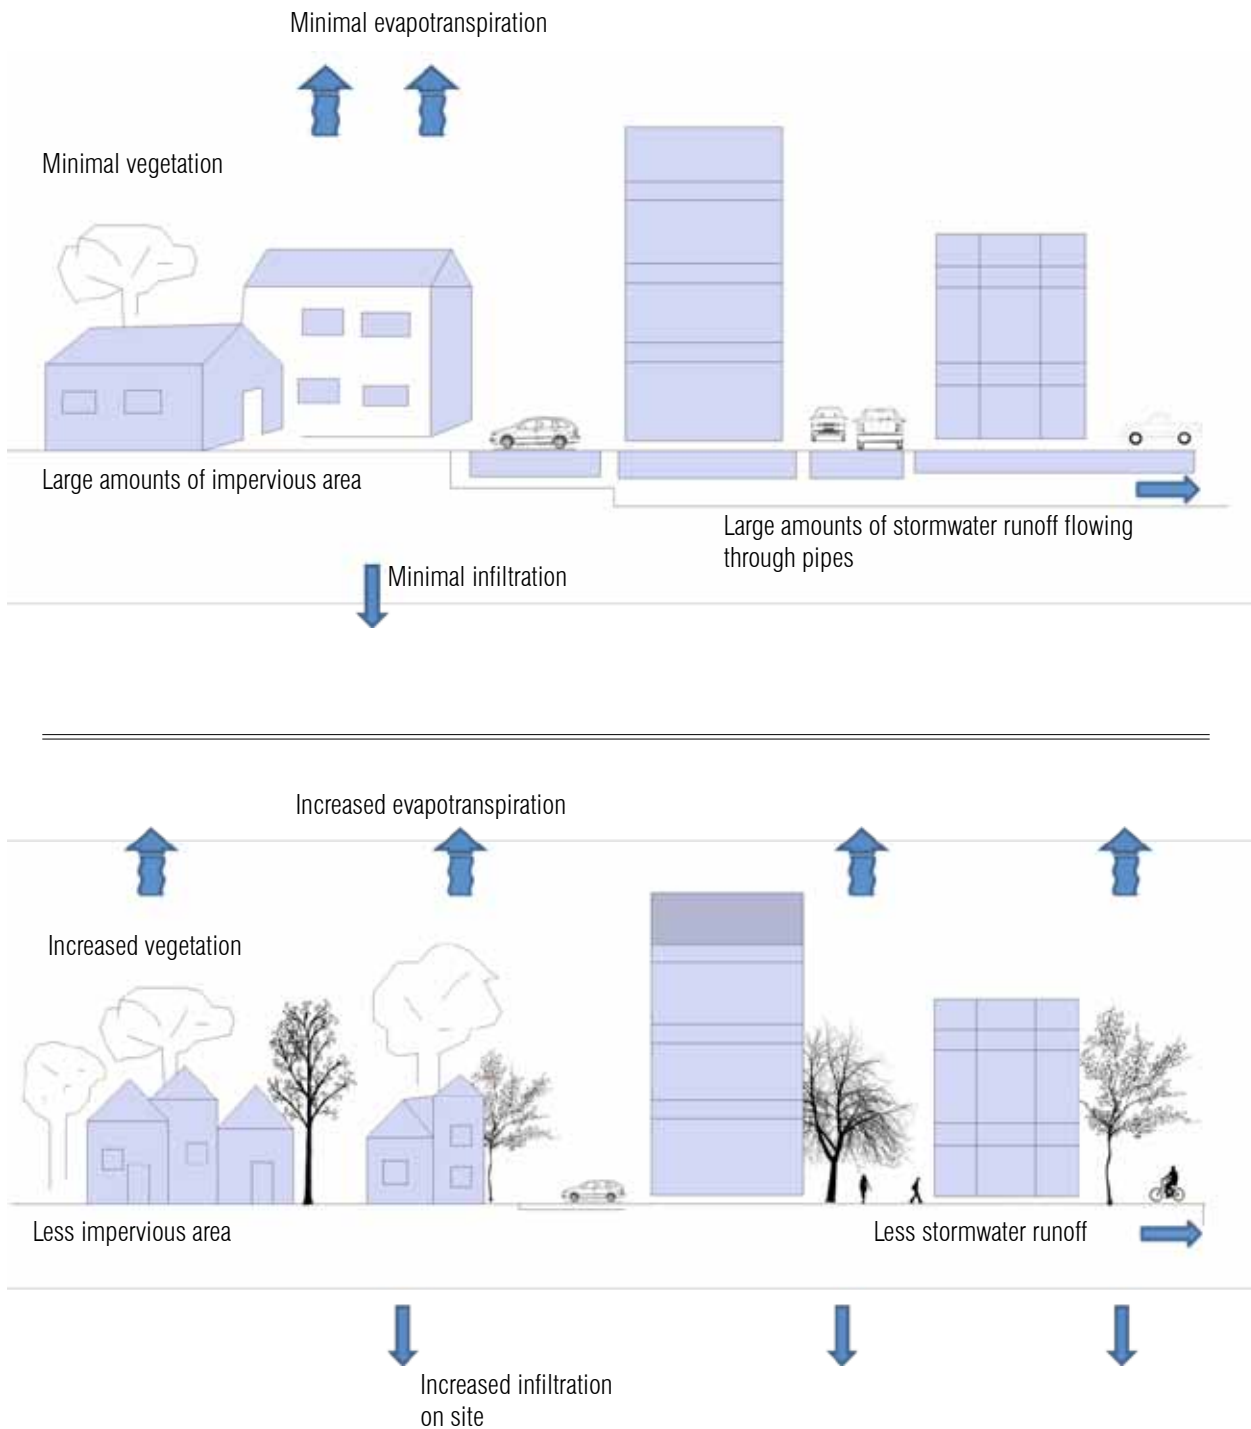 Minimal evapotranspiration
Minimal vegetation
Large amounts of impervious area
Large amounts of stormwater runoff flowing
through pipes
Minimal infiltration
Increased evapotranspiration
Increased vegetation
Less impervious area
Less stormwater runoff
Increased infiltration
on site